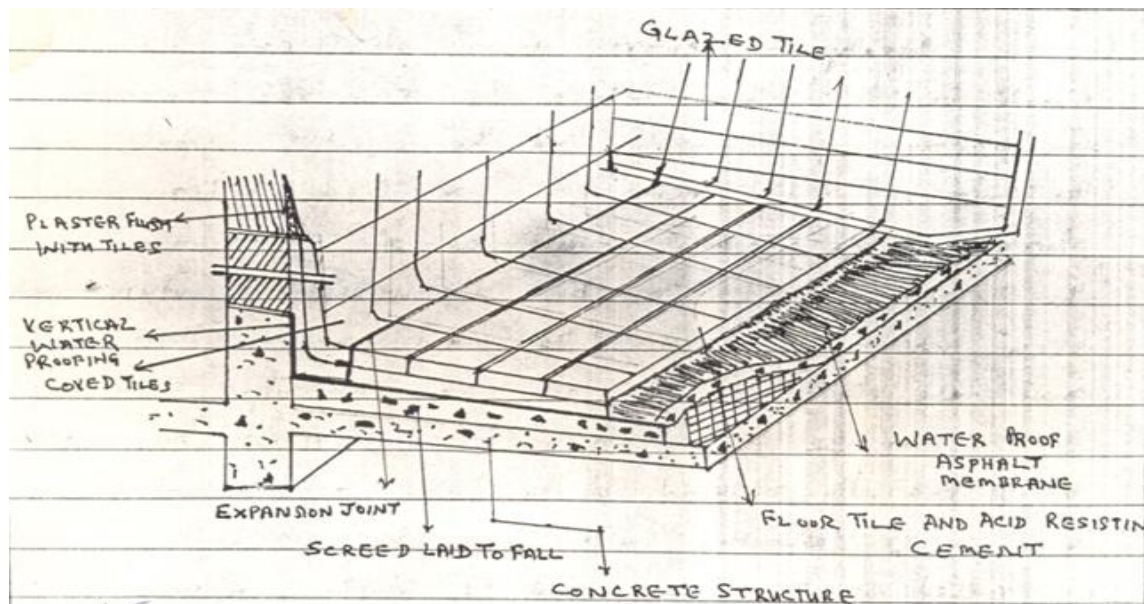 GLAZED TILE
PLASTER FLUSH
WITH TILES
VERTICAL
WATER
PROOFING
COVED TILES
WATER PROOF
ASPHALT
MEMBRANE
EXPANSION JOINT
FLOOR TILE AND ACID RESISTIN
CEMENT
SCREED LAID TO FALL
CONCRETE STRUCTURE